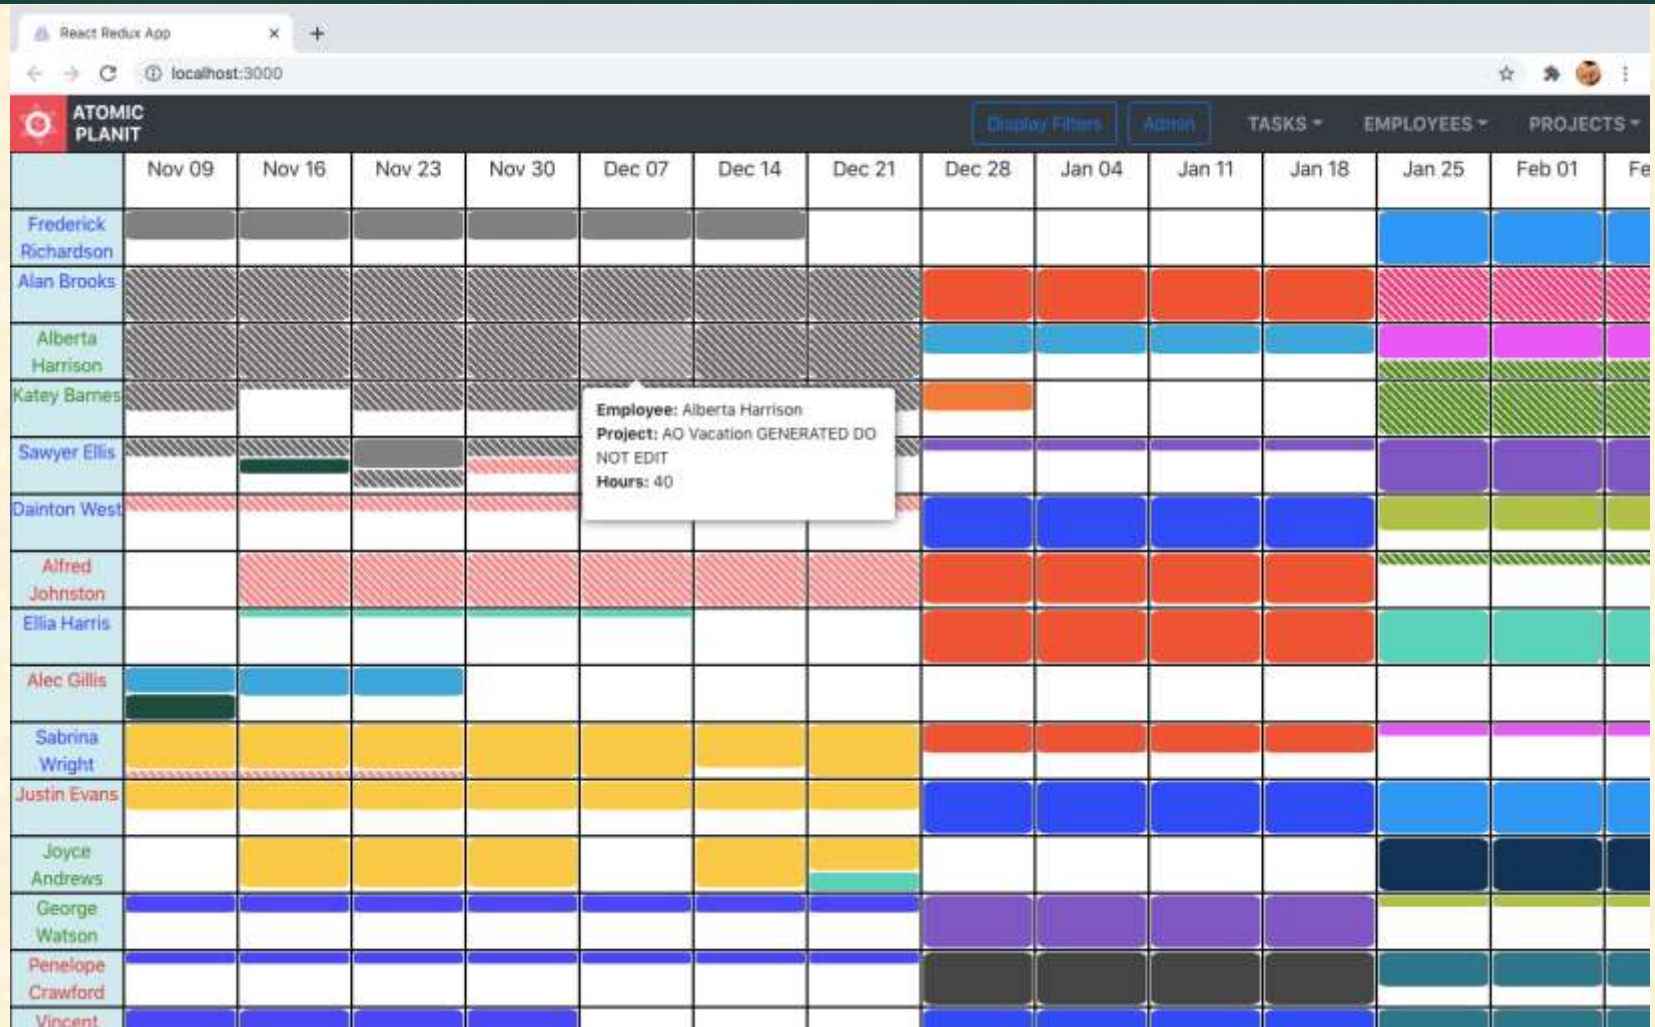 React Redux App
localhost:3000
ATOMIC
PLANIT
Display Filters
Admin
TASKS
EMPLOYEES
PROJECTS
Nov 09
Nov 16
Nov 23
Nov 30
Dec 07
Dec 14
Dec 21
Dec 28
Jan 04
Jan 11
Jan 18
Jan 25
Feb 01
Fe
Frederick
Richardson
Alan Brooks
Alberta
Harrison
Katey Barnes
Employee: Alberta Harrison
Project: AO Vacation GENERATED DO
NOT EDIT
Hours: 40
Sawyer Ellis
Dainton West
Alfred
Johnston
Ellia Harris
Alec Gillis
Sabrina
Wright
Justin Evans
Joyce
Andrews
George
Watson
Penelope
Crawford
Vincent